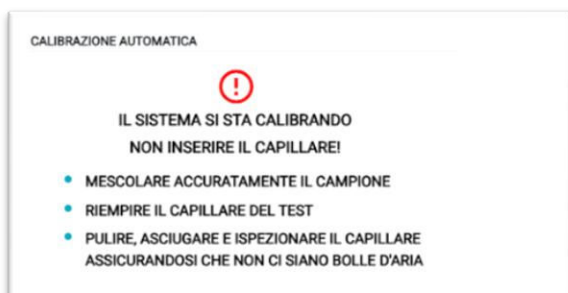 CALIBRAZIONE AUTOMATICA
IL SISTEMA SI STA CALIBRANDO
NON INSERIRE IL CAPILLARE!
• MESCOLARE ACCURATAMENTE IL CAMPIONE
• RIEMPIRE IL CAPILLARE DEL TEST
• PULIRE, ASCIUGARE E ISPEZIONARE IL CAPILLARE
ASSICURANDOSI CHE NON CI SIANO BOLLE D'ARIA